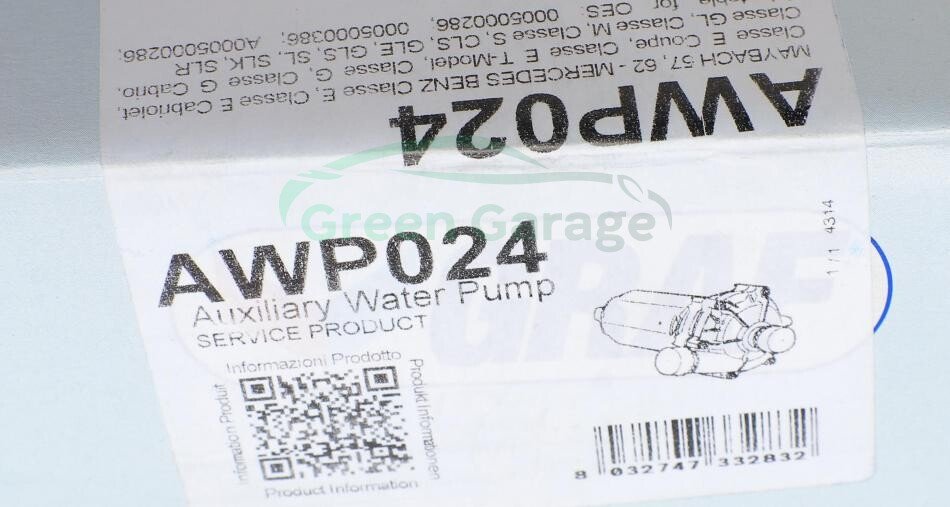 AWP024
MAYBACH 57, 62 - MERCEDES BENZ Classe E, Classe E Cabriolet,
Classe E Coupe, Classe E T-Model, Classe G, Classe G Cabrio,
Classe GL, Classe M, Classe S, CLS, GLE, GLS, SL, SLK, SLR
for OES: 0005000286, 0005000386, A0005000286,
Green Garage
AWP024
Auxiliary Water Pump
SERVICE PRODUCT
1/1 4314
GRAF
Informazioni Prodotto
Information Produit
Produkt Informationen
Product Information
8 032747 332832